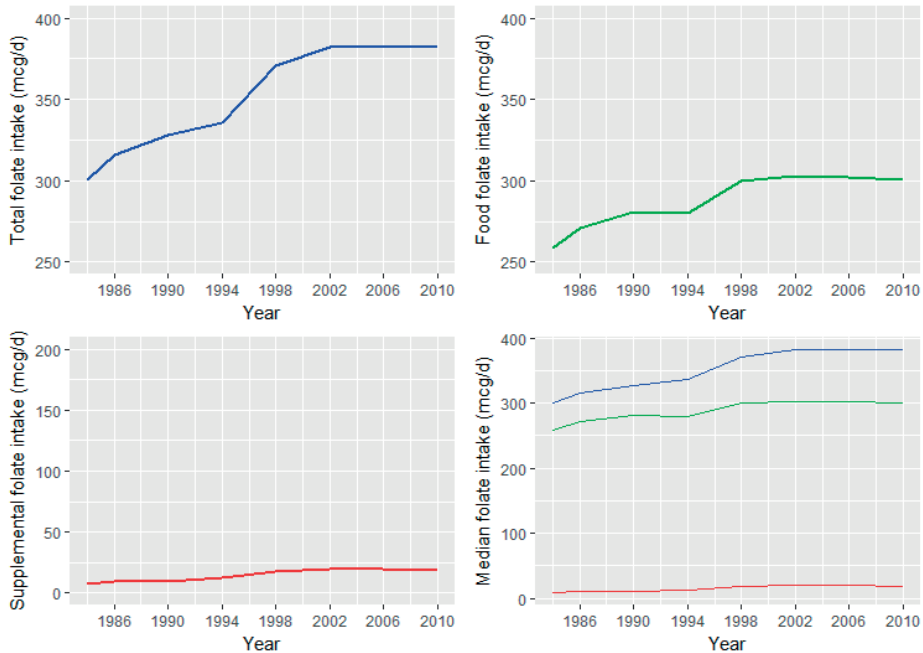 Total folate intake (mcg/d)
400
350
300
250
1986 1990 1994 1998 2002 2006 2010
Year
Food folate intake (mcg/d)
400
350
300
250
1986 1990 1994 1998 2002 2006 2010
Year
Supplemental folate intake (mcg/d)
200
150
100
50
0
1986 1990 1994 1998 2002 2006 2010
Year
Median folate intake (mcg/d)
400
300
200
100
0
1986 1990 1994 1998 2002 2006 2010
Year